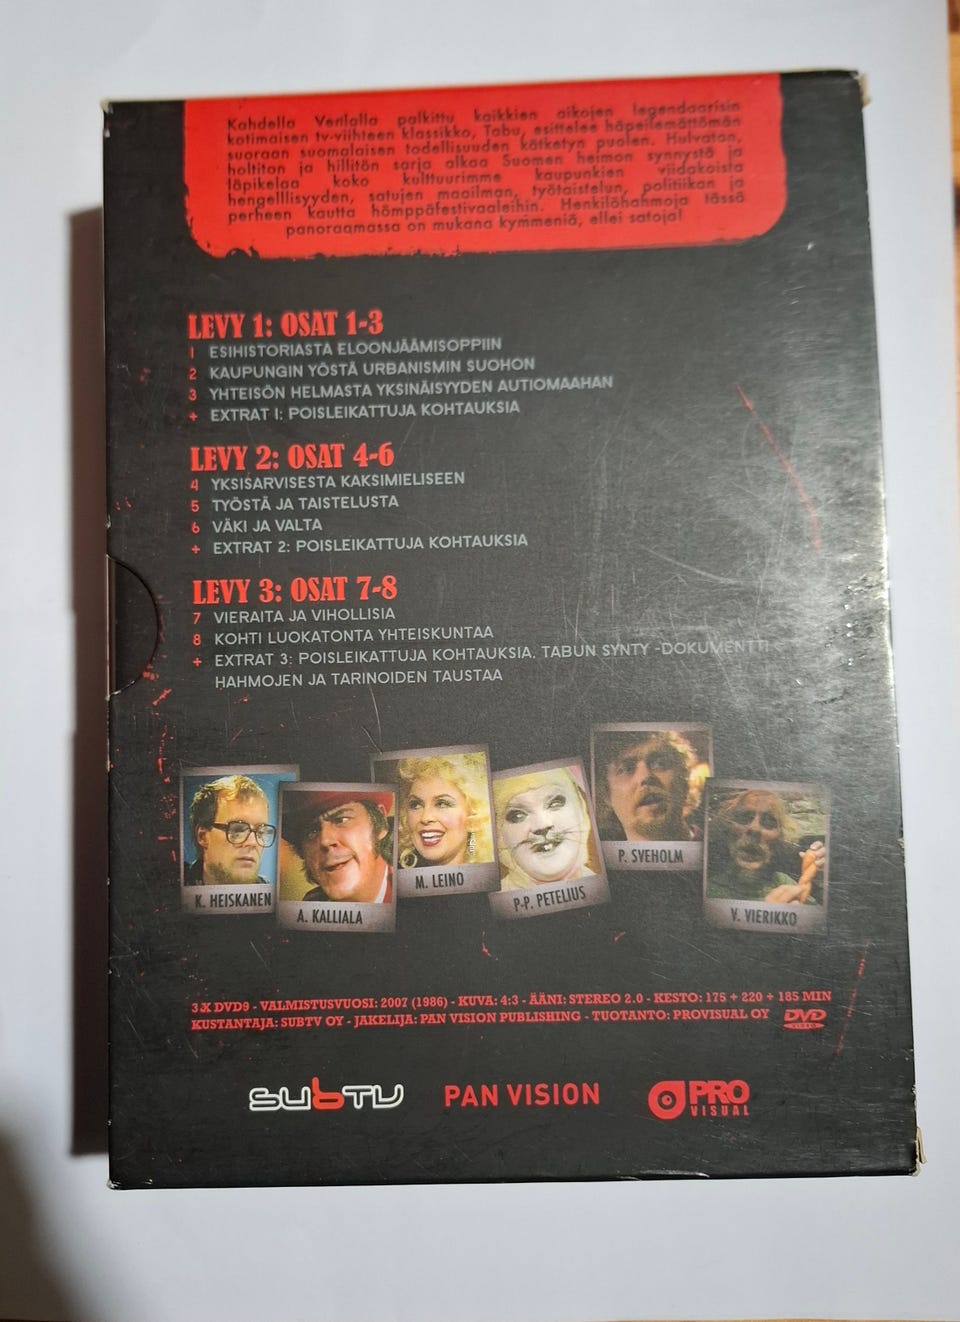 Kahdella Venlalla palkittu kaikkien aikojen legendaarisin
kotimaisen tv-viihteen klassikko, Tabu, esittelee häpeilemättömän
suoraan suomalaisen todellisuuden kätketyn puolen. Hulvaton,
holtiton ja hillitön sarja alkaa Suomen heimon synnystä ja
läpikelaa koko kulttuurimme kaupunkien viidakoista
hengelllisyyden, satujen maailman, työtaistelun, politiikan ja
perheen kautta hömppäfestivaaleihin. Henkilöhahmoja tässä
panoraamassa on mukana kymmeniä, ellei satoja!
LEVY 1: OSAT 1-3
1 ESIHISTORIASTA ELOONJÄÄMISOPPIIN
2 KAUPUNGIN YÖSTÄ URBANISMIN SUOHON
3 YHTEISÖN HELMASTA YKSINÄISYYDEN AUTIOMAAHAN
+ EXTRAT 1: POISLEIKATTUJA KOHTAUKSIA
LEVY 2: OSAT 4-6
4 YKSISARVISESTA KAKSIMIELISEEN
5 TYÖSTÄ JA TAISTELUSTA
6 VÄKI JA VALTA
+ EXTRAT 2: POISLEIKATTUJA KOHTAUKSIA
LEVY 3: OSAT 7-8
7 VIERAITA JA VIHOLLISIA
8 KOHTI LUOKATONTA YHTEISKUNTAA
+ EXTRAT 3: POISLEIKATTUJA KOHTAUKSIA, TABUN SYNTY -DOKUMENTTI
HAHMOJEN JA TARINOIDEN TAUSTAA
K. HEISKANEN
A. KALLIALA
M. LEINO
P-P. PETELIUS
P. SVEHOLM
V. VIERIKKO
3 X DVD9 - VALMISTUSVUOSI: 2007 (1986) - KUVA: 4:3 - ÄÄNI: STEREO 2.0 - KESTO: 175 + 220 + 185 MIN
KUSTANTAJA: SUBTV OY - JAKELIJA: PAN VISION PUBLISHING - TUOTANTO: PROVISUAL OY
DVD
VIDEO
SUBTV
PAN VISION
PRO
VISUAL